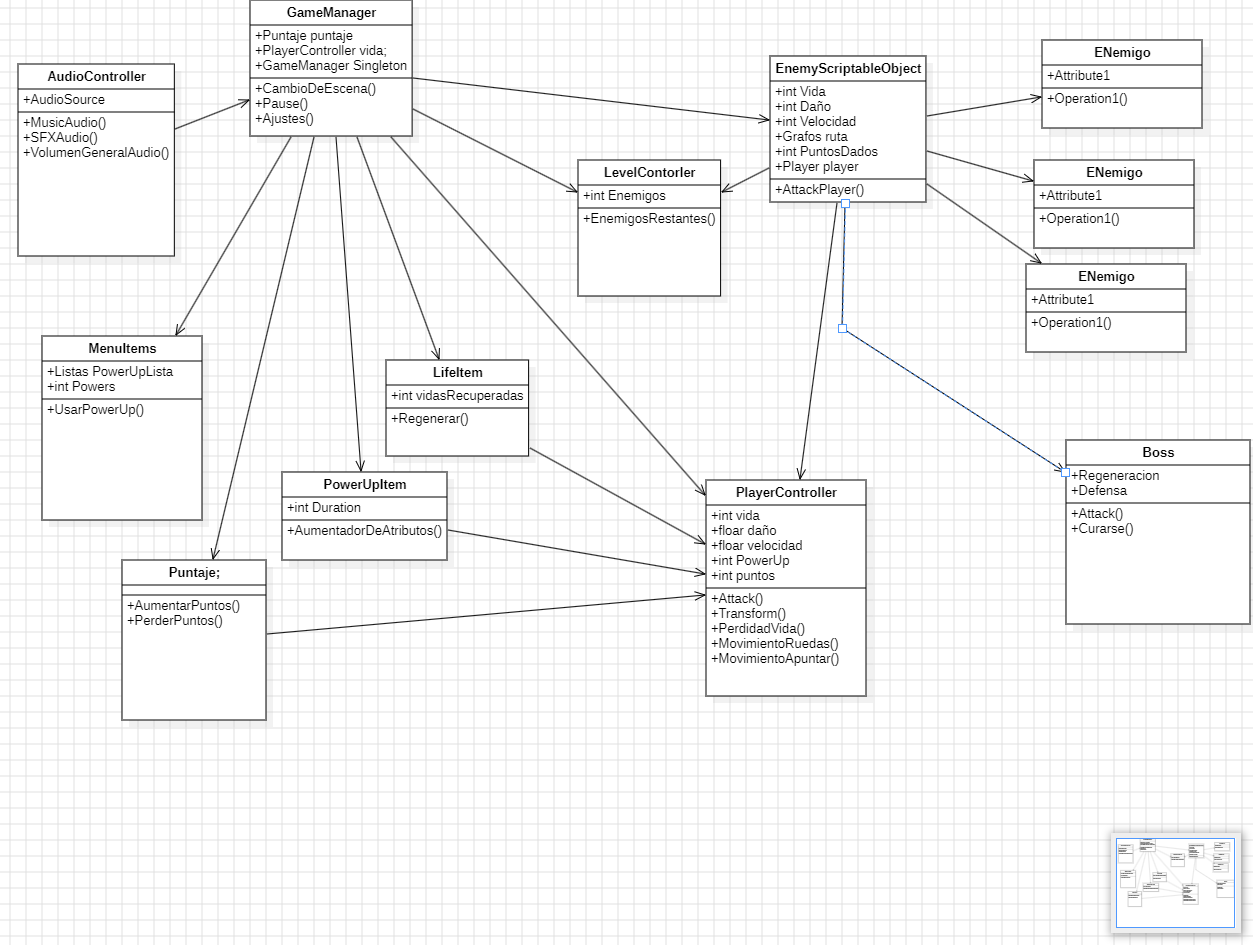 GameManager
+Puntaje puntaje
+PlayerController vida;
+GameManager Singleton
+CambioDeEscena()
+Pause()
+Ajustes()
AudioController
+AudioSource
+MusicAudio()
+SFXAudio()
+VolumenGeneralAudio()
EnemyScriptableObject
+int Vida
+int Daño
+int Velocidad
+Grafos ruta
+int PuntosDados
+Player player
+AttackPlayer()
ENemigo
+Attribute1
+Operation1()
LevelContorler
+int Enemigos
+EnemigosRestantes()
ENemigo
+Attribute1
+Operation1()
ENemigo
+Attribute1
+Operation1()
MenuItems
+Listas PowerUpLista
+int Powers
+UsarPowerUp()
LifeItem
+int vidasRecuperadas
+Regenerar()
PowerUpItem
+int Duration
+AumentadorDeAtributos()
PlayerController
+int vida
+floar daño
+floar velocidad
+int PowerUp
+int puntos
+Attack()
+Transform()
+PerdidadVida()
+MovimientoRuedas()
+MovimientoApuntar()
Boss
+Regeneracion
+Defensa
+Attack()
+Curarse()
Puntaje;
+AumentarPuntos()
+PerderPuntos()